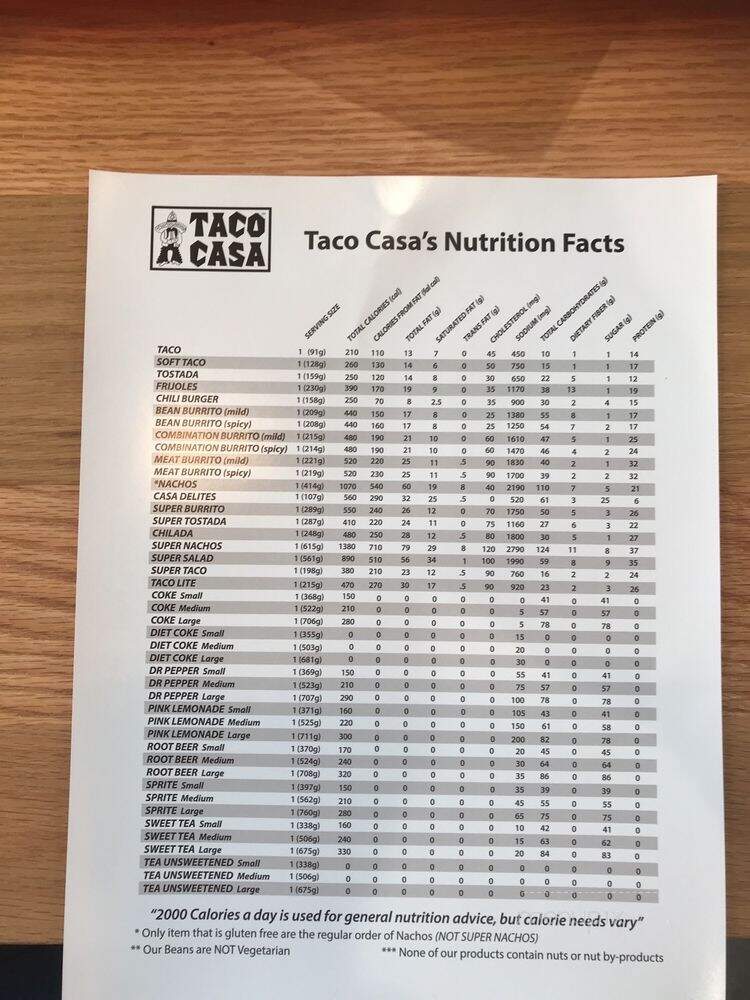 TACO
CASA
Taco Casa's Nutrition Facts
SERVING SIZE TOTAL CALORIES (cal) CALORIES FROM FAT (fat cal) TOTAL FAT (g) SATURATED FAT (g) TRANS FAT (g) CHOLESTEROL (mg) SODIUM (mg) TOTAL CARBOHYDRATES (g) DIETARY FIBER (g) SUGAR (g) PROTEIN (g)
TACO 1 (91g) 210 110 13 7 0 45 450 10 1 1 14
SOFT TACO 1 (128g) 260 130 14 6 0 50 750 15 1 1 17
TOSTADA 1 (159g) 250 120 14 8 0 30 650 22 5 1 12
FRIJOLES 1 (230g) 390 170 19 9 0 35 1170 38 13 1 19
CHILI BURGER 1 (158g) 250 70 8 2.5 0 35 900 30 2 4 15
BEAN BURRITO (mild) 1 (209g) 440 150 17 8 0 25 1380 55 8 1 17
BEAN BURRITO (spicy) 1 (208g) 440 160 17 8 0 25 1250 54 7 2 17
COMBINATION BURRITO (mild) 1 (215g) 480 190 21 10 0 60 1610 47 5 1 25
COMBINATION BURRITO (spicy) 1 (214g) 480 190 21 10 0 60 1470 46 4 2 24
MEAT BURRITO (mild) 1 (221g) 520 220 25 11 .5 90 1830 40 2 1 32
MEAT BURRITO (spicy) 1 (219g) 520 230 25 11 .5 90 1700 39 2 2 32
*NACHOS 1 (414g) 1070 540 60 19 8 40 2190 110 7 5 21
CASA DELITES 1 (107g) 560 290 32 25 .5 0 520 61 3 25 6
SUPER BURRITO 1 (289g) 550 240 26 12 0 70 1750 50 5 3 26
SUPER TOSTADA 1 (287g) 410 220 24 11 0 75 1160 27 6 3 22
CHILADA 1 (248g) 480 250 28 12 .5 80 1800 30 5 1 27
SUPER NACHOS 1 (615g) 1380 710 79 29 8 120 2790 124 11 8 37
SUPER SALAD 1 (561g) 890 510 56 34 1 100 1990 59 8 9 35
SUPER TACO 1 (198g) 380 210 23 12 .5 90 760 16 2 2 24
TACO LITE 1 (215g) 470 270 30 17 .5 90 920 23 2 3 26
COKE Small 1 (368g) 150 0 0 0 0 0 0 41 0 41 0
COKE Medium 1 (522g) 210 0 0 0 0 0 5 57 0 57 0
COKE Large 1 (706g) 280 0 0 0 0 0 5 78 0 78 0
DIET COKE Small 1 (355g) 0 0 0 0 0 0 15 0 0 0 0
DIET COKE Medium 1 (503g) 0 0 0 0 0 0 20 0 0 0 0
DIET COKE Large 1 (681g) 0 0 0 0 0 0 30 0 0 0 0
DR PEPPER Small 1 (369g) 150 0 0 0 0 0 55 41 0 41 0
DR PEPPER Medium 1 (523g) 210 0 0 0 0 0 75 57 0 57 0
DR PEPPER Large 1 (707g) 290 0 0 0 0 0 100 78 0 78 0
PINK LEMONADE Small 1 (371g) 160 0 0 0 0 0 105 43 0 41 0
PINK LEMONADE Medium 1 (525g) 220 0 0 0 0 0 150 61 0 58 0
PINK LEMONADE Large 1 (711g) 300 0 0 0 0 0 200 82 0 78 0
ROOT BEER Small 1 (370g) 170 0 0 0 0 0 20 45 0 45 0
ROOT BEER Medium 1 (524g) 240 0 0 0 0 0 30 64 0 64 0
ROOT BEER Large 1 (708g) 320 0 0 0 0 0 35 86 0 86 0
SPRITE Small 1 (397g) 150 0 0 0 0 0 35 39 0 39 0
SPRITE Medium 1 (562g) 210 0 0 0 0 0 45 55 0 55 0
SPRITE Large 1 (760g) 280 0 0 0 0 0 65 75 0 75 0
SWEET TEA Small 1 (338g) 160 0 0 0 0 0 10 42 0 41 0
SWEET TEA Medium 1 (506g) 240 0 0 0 0 0 15 63 0 62 0
SWEET TEA Large 1 (675g) 330 0 0 0 0 0 20 84 0 83 0
TEA UNSWEETENED Small 1 (338g) 0 0 0 0 0 0 0 0 0 0 0
TEA UNSWEETENED Medium 1 (506g) 0 0 0 0 0 0 0 0 0 0 0
TEA UNSWEETENED Large 1 (675g) 0 0 0 0 0 0 0 0 0 0 0
"2000 Calories a day is used for general nutrition advice, but calorie needs vary"
* Only item that is gluten free are the regular order of Nachos (NOT SUPER NACHOS)
** Our Beans are NOT Vegetarian *** None of our products contain nuts or nut by-products